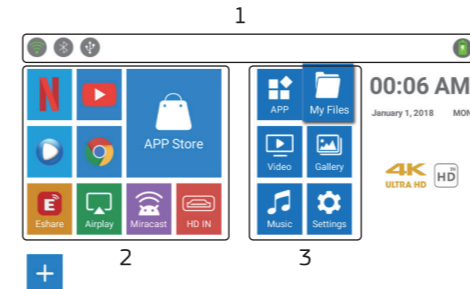 1
N
APP Store
E
Eshare
Airplay
Miracast
HD IN
APP
My Files
Video
Gallery
Music
Settings
00:06 AM
January 1, 2018 MON
4K
ULTRA HD
HD
2
3
+